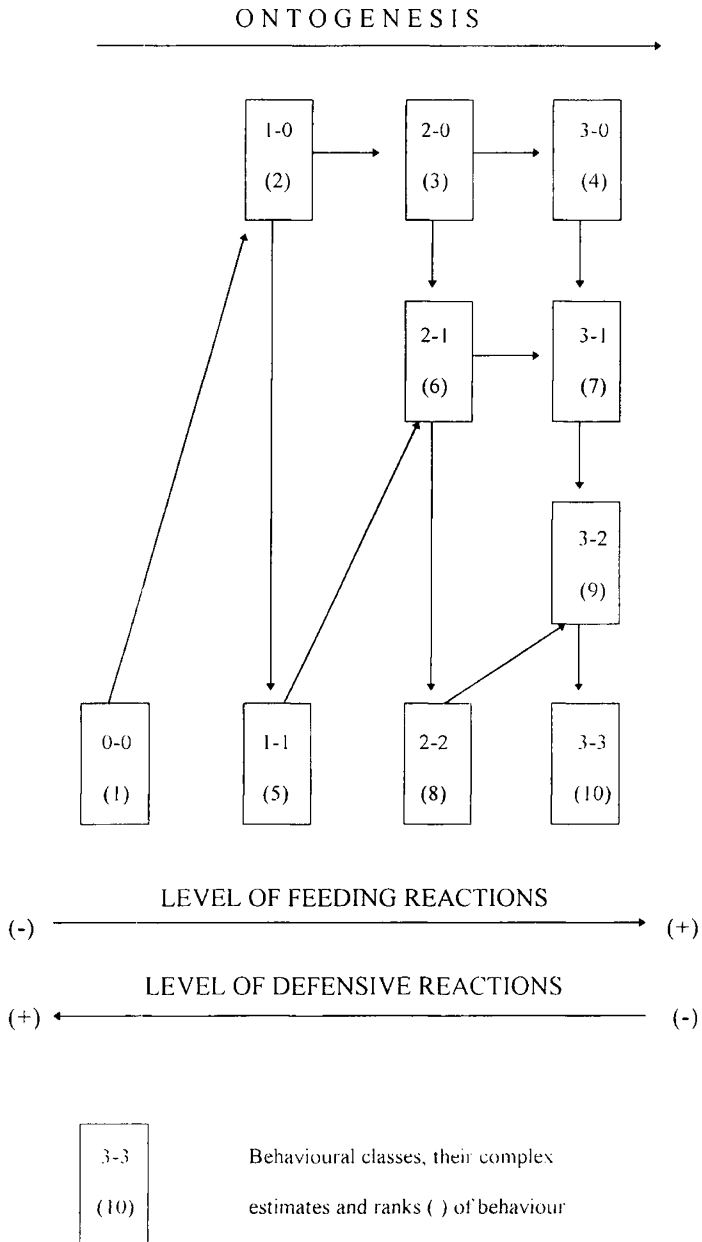 ONTOGENESIS
1-0 2-0 3-0
(2) (3) (4)
2-1 3-1
(6) (7)
3-2
(9)
0-0 1-1 2-2 3-3
(1) (5) (8) (10)
LEVEL OF FEEDING REACTIONS
(-) (+)
LEVEL OF DEFENSIVE REACTIONS
(+) (-)
3-3 Behavioural classes, their complex
(10) estimates and ranks ( ) of behaviour